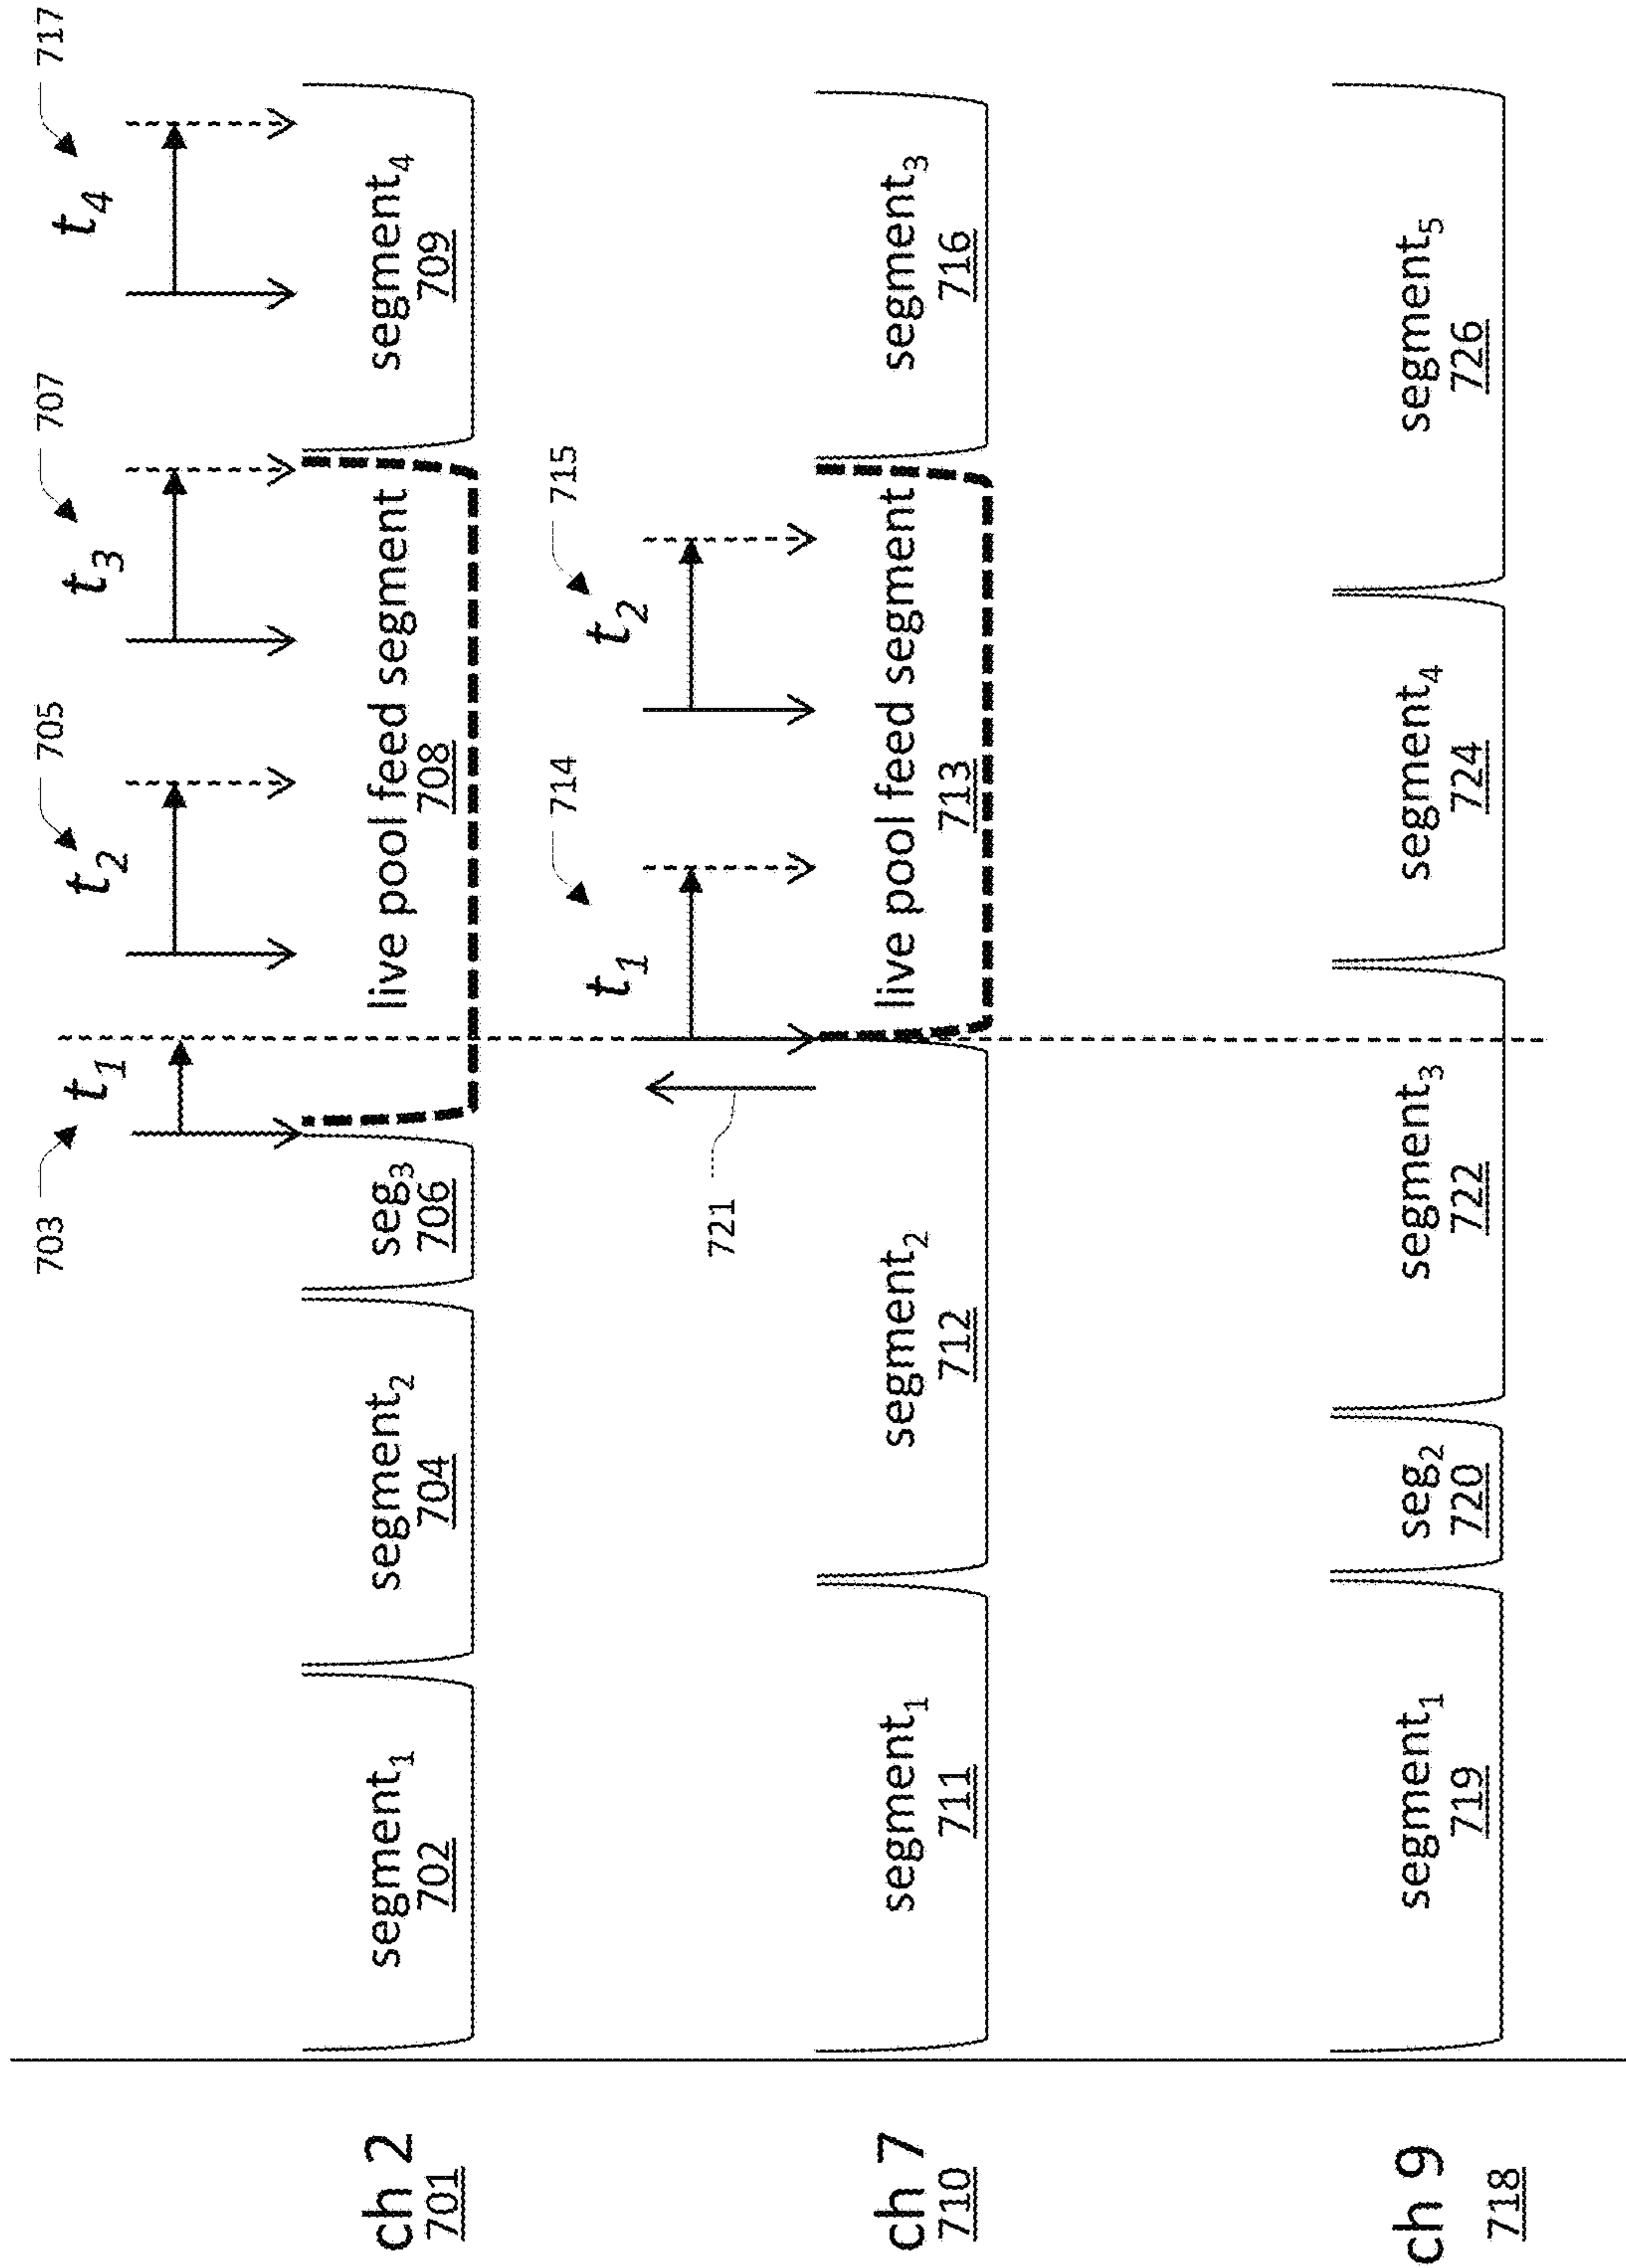 703
705
707
717
t₁
t₂
t₃
t₄
ch 2
701
segment₁
702
segment₂
704
seg₃
706
live pool feed segment
708
segment₄
709
714
715
t₁
t₂
721
ch 7
710
segment₁
711
segment₂
712
live pool feed segment
713
segment₃
716
ch 9
718
segment₁
719
seg₂
720
segment₃
722
segment₄
724
segment₅
726